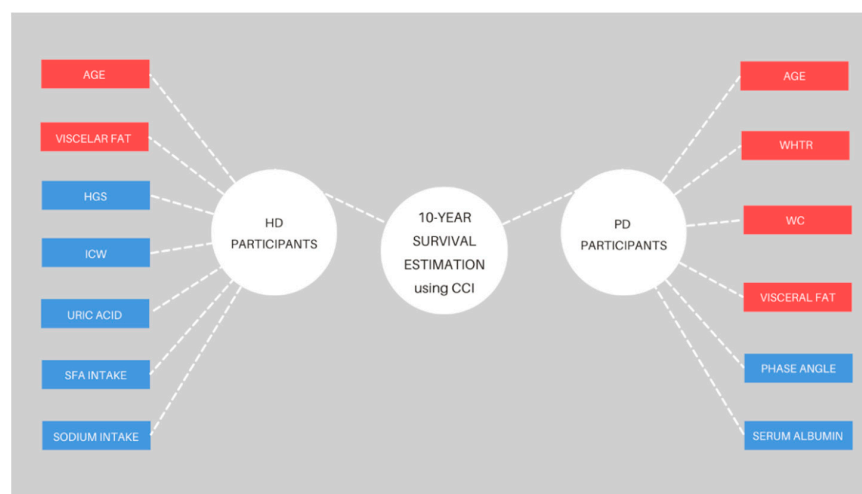 AGE
VISCELAR FAT
HGS
ICW
URIC ACID
SFA INTAKE
SODIUM INTAKE
HD
PARTICIPANTS
10-YEAR
SURVIVAL
ESTIMATION
using CCI
PD
PARTICIPANTS
AGE
WHTR
WC
VISCERAL FAT
PHASE ANGLE
SERUM ALBUMIN